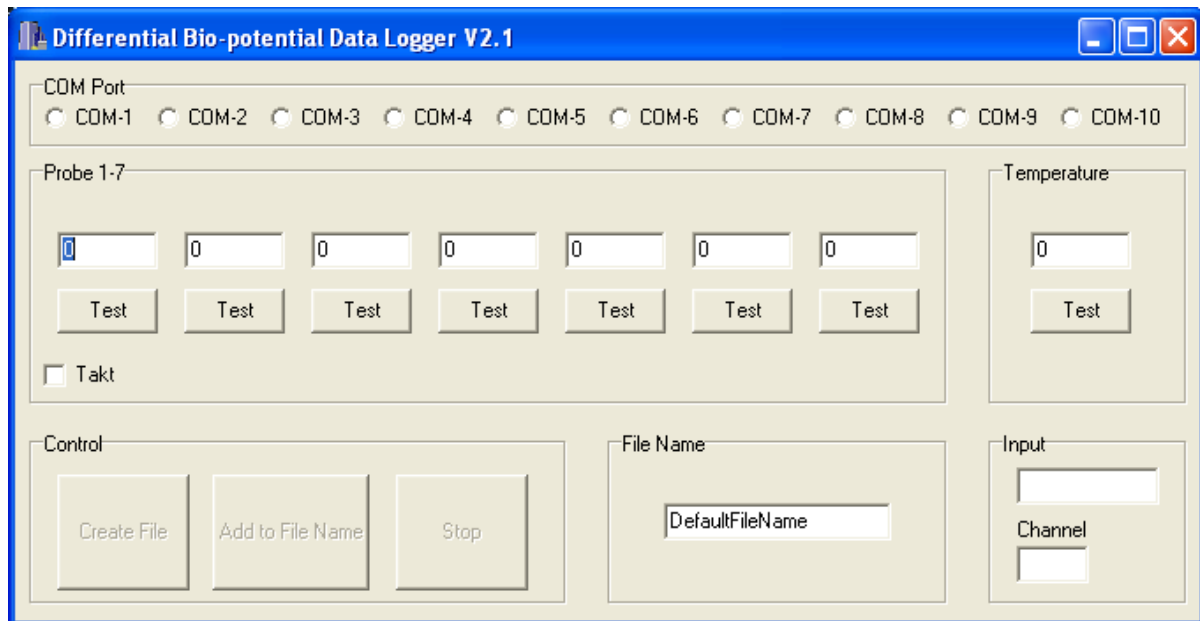 Differential Bio-potential Data Logger V2.1
COM Port
COM-1 COM-2 COM-3 COM-4 COM-5 COM-6 COM-7 COM-8 COM-9 COM-10
Probe 1-7 Temperature
0 0 0 0 0 0 0 0
Test Test Test Test Test Test Test Test
Takt
Control File Name Input
Create File Add to File Name Stop DefaultFileName Channel